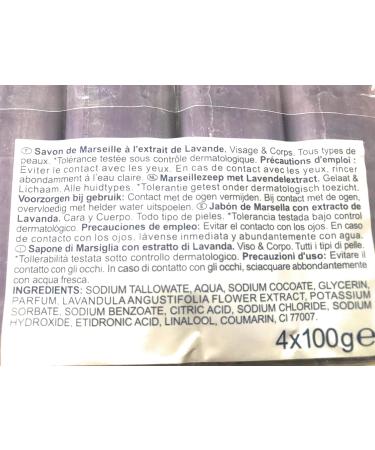 Savon de Marseille à l'extrait de Lavande. Visage & Corps. Tous types de
peaux. *Tolérance testée sous contrôle dermatologique. Précautions d'emploi :
Eviter le contact avec les yeux. En cas de contact avec les yeux, rincer
abondamment à l'eau claire. NL Marseillezeep met Lavendelextract. Gelaat &
Lichaam. Alle huidtypes. *Tolerantie getest onder dermatologisch toezicht.
Voorzorgen bij gebruik: Contact met de ogen vermijden. Bij contact met de ogen,
overvloedig met helder water uitspoelen. E Jabón de Marsella con extracto de
Lavanda. Cara y Cuerpo. Todo tipo de pieles. *Tolerancia testada bajo control
dermatológico. Precauciones de empleo: Evitar el contacto con los ojos. En caso
de contacto con los ojos, lávense inmediata y abundantemente con agua.
I Sapone di Marsiglia con estratto di Lavanda. Viso & Corpo. Tutti i tipi di pelle.
*Tollerabilità testata sotto controllo dermatologico. Precauzioni d'uso: Evitare il
contatto con gli occhi. In caso di contatto con gli occhi, sciacquare abbondantemente
con acqua fresca.
INGREDIENTS: SODIUM TALLOWATE, AQUA, SODIUM COCOATE, GLYCERIN,
PARFUM, LAVANDULA ANGUSTIFOLIA FLOWER EXTRACT, POTASSIUM
SORBATE, SODIUM BENZOATE, CITRIC ACID, SODIUM CHLORIDE, SODIUM
HYDROXIDE, ETIDRONIC ACID, LINALOOL, COUMARIN, CI 77007.
4x100g℮